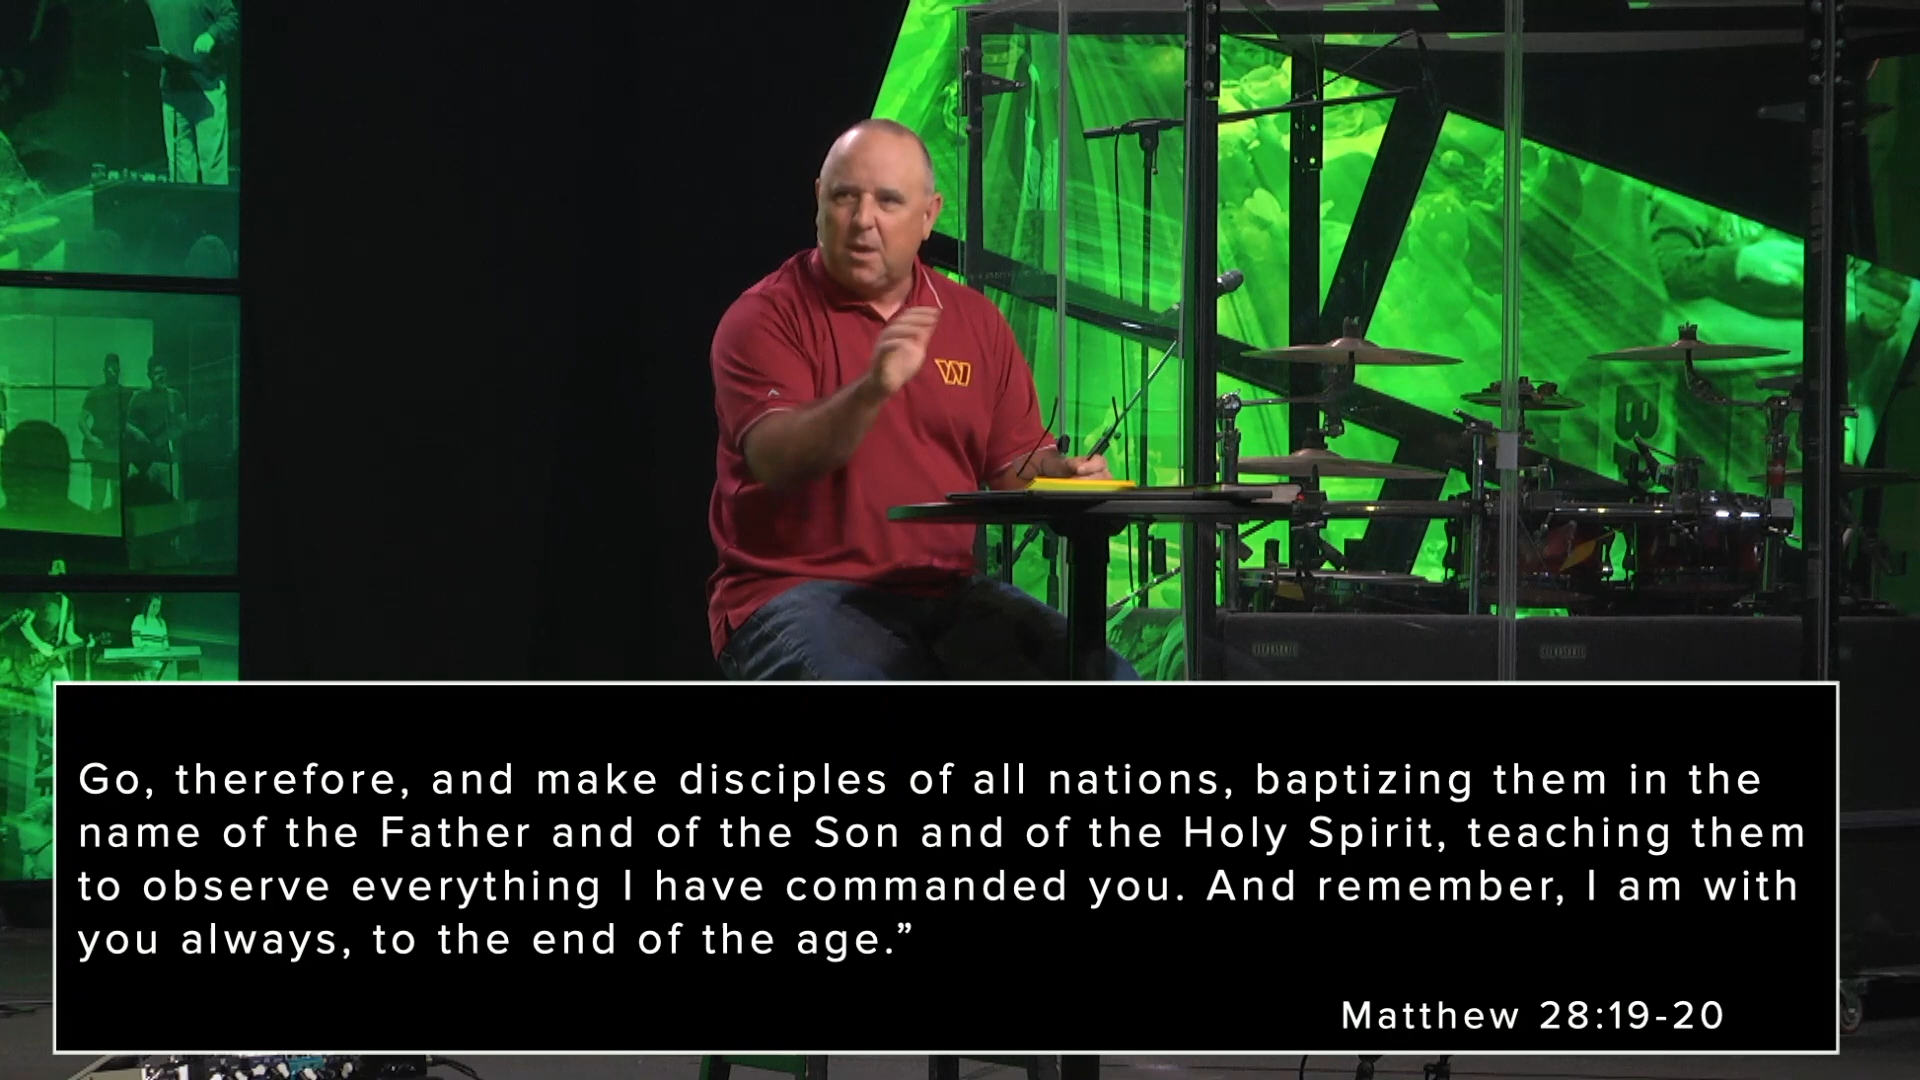 W
Go, therefore, and make disciples of all nations, baptizing them in the
name of the Father and of the Son and of the Holy Spirit, teaching them
to observe everything I have commanded you. And remember, I am with
you always, to the end of the age.”
Matthew 28:19-20